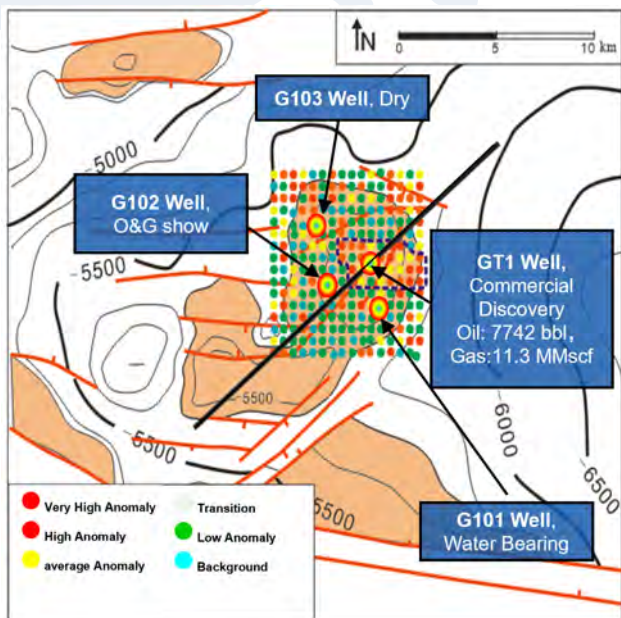 N
0 5 10 km
G103 Well, Dry
-5000
G102 Well,
O&G show
-5500
GT1 Well,
Commercial
Discovery
Oil: 7742 bbl,
Gas:11.3 MMscf
-5500
-6000
-5500
-6500
-5500
G101 Well,
Water Bearing
Very High Anomaly
Transition
High Anomaly
Low Anomaly
average Anomaly
Background